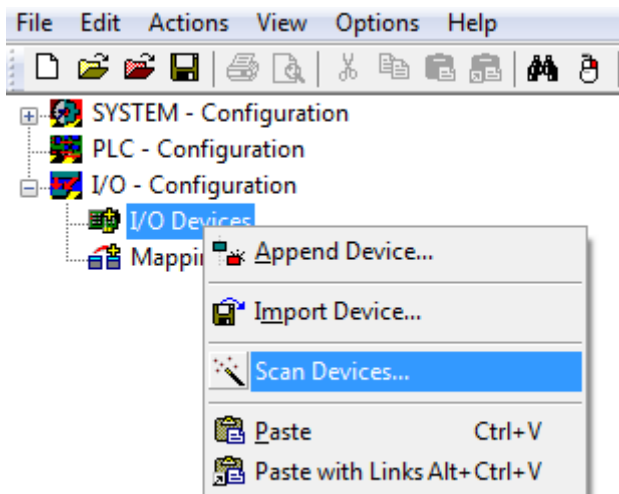 File Edit Actions View Options Help
SYSTEM - Configuration
PLC - Configuration
I/O - Configuration
I/O Devices
Mappi
Append Device...
Import Device...
Scan Devices...
Paste Ctrl+V
Paste with Links Alt+Ctrl+V